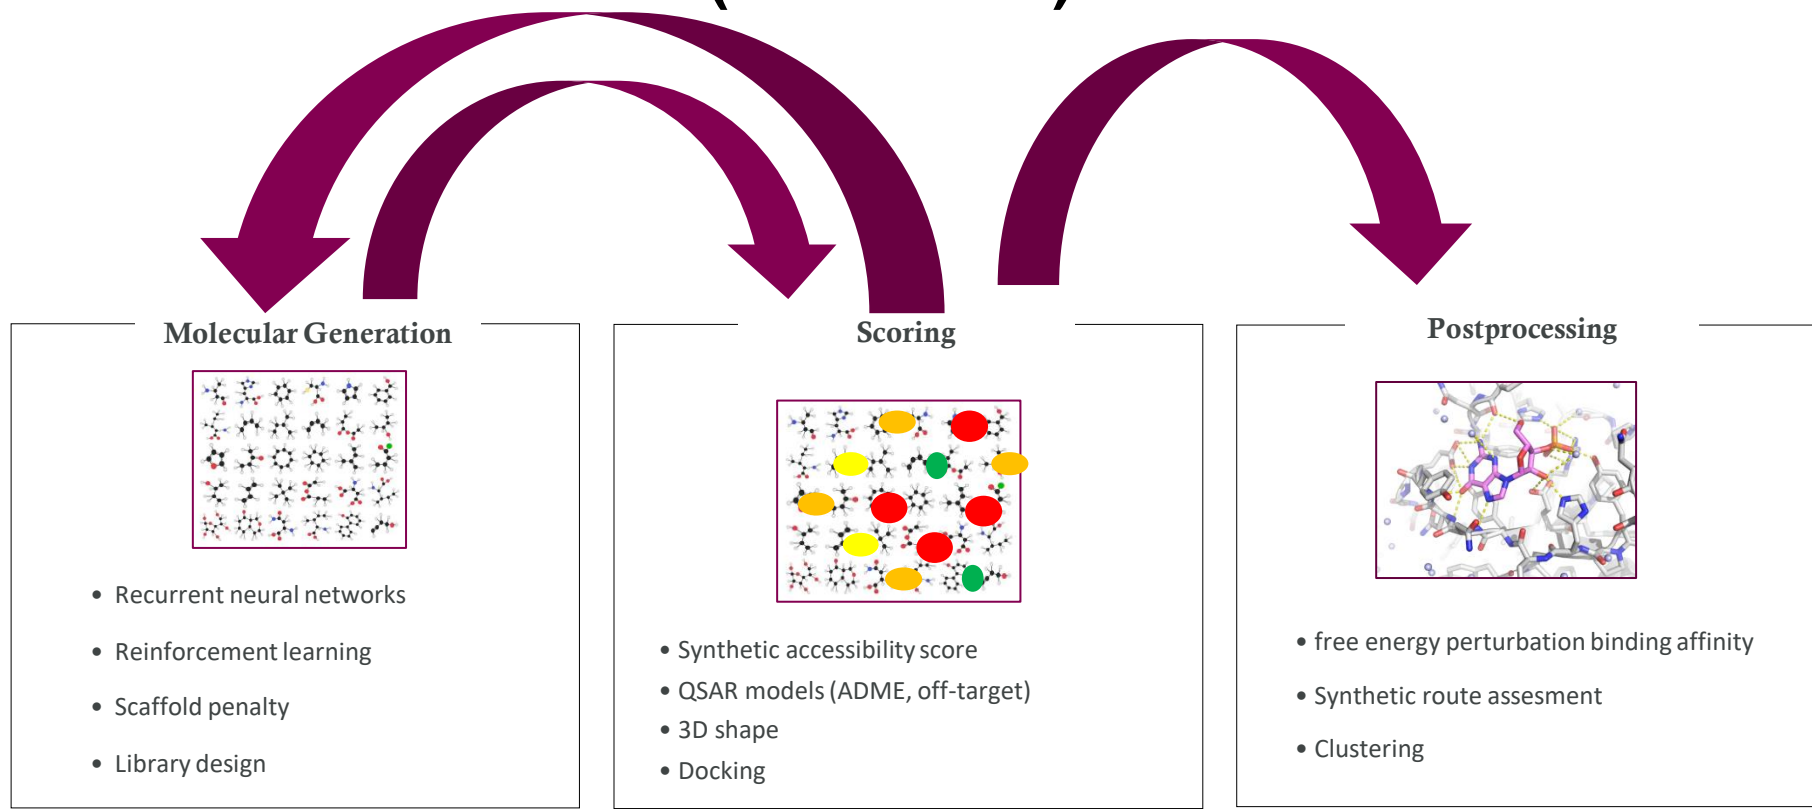 Molecular Generation
• Recurrent neural networks
• Reinforcement learning
• Scaffold penalty
• Library design
Scoring
• Synthetic accessibility score
• QSAR models (ADME, off-target)
• 3D shape
• Docking
Postprocessing
• free energy perturbation binding affinity
• Synthetic route assesment
• Clustering